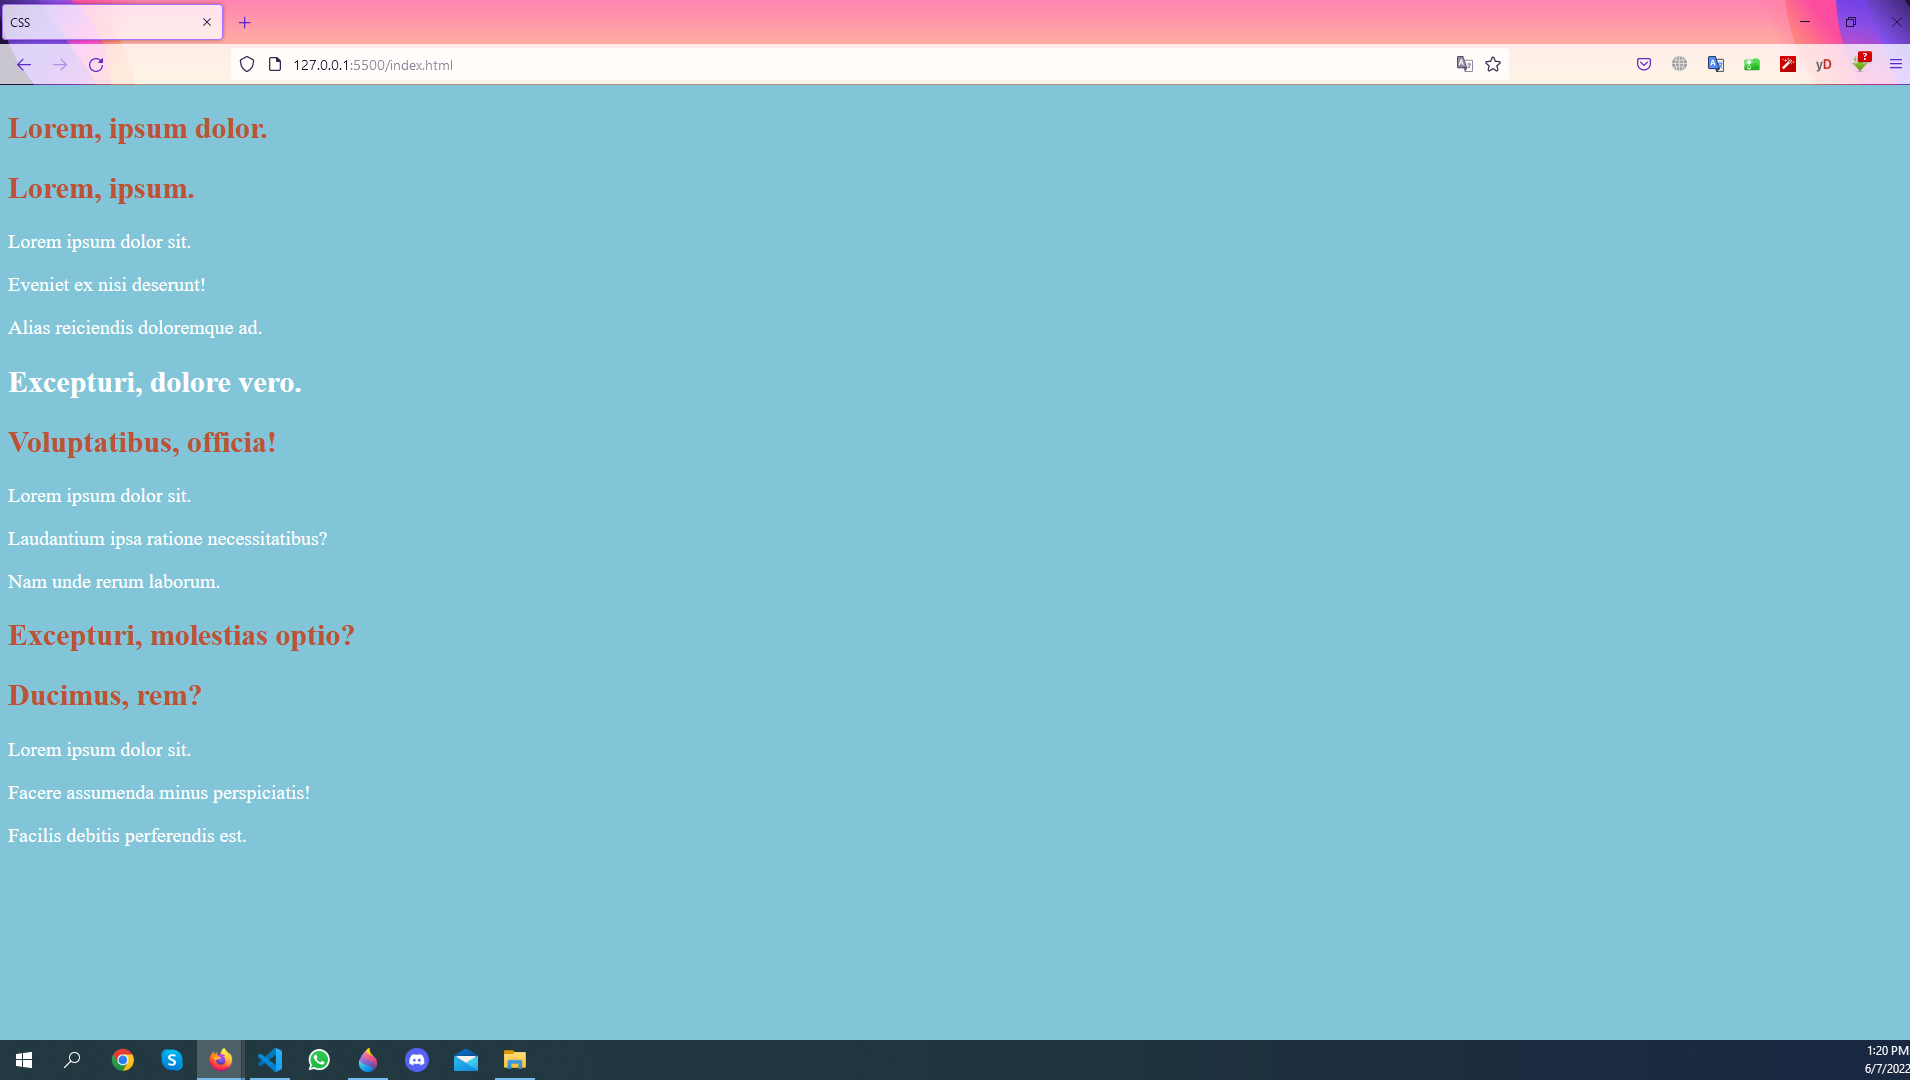 CSS
127.0.0.1:5500/index.html
yD
Lorem, ipsum dolor.
Lorem, ipsum.
Lorem ipsum dolor sit.
Eveniet ex nisi deserunt!
Alias reiciendis doloremque ad.
Excepturi, dolore vero.
Voluptatibus, officia!
Lorem ipsum dolor sit.
Laudantium ipsa ratione necessitatibus?
Nam unde rerum laborum.
Excepturi, molestias optio?
Ducimus, rem?
Lorem ipsum dolor sit.
Facere assumenda minus perspiciatis!
Facilis debitis perferendis est.
1:20 PM
6/7/2022